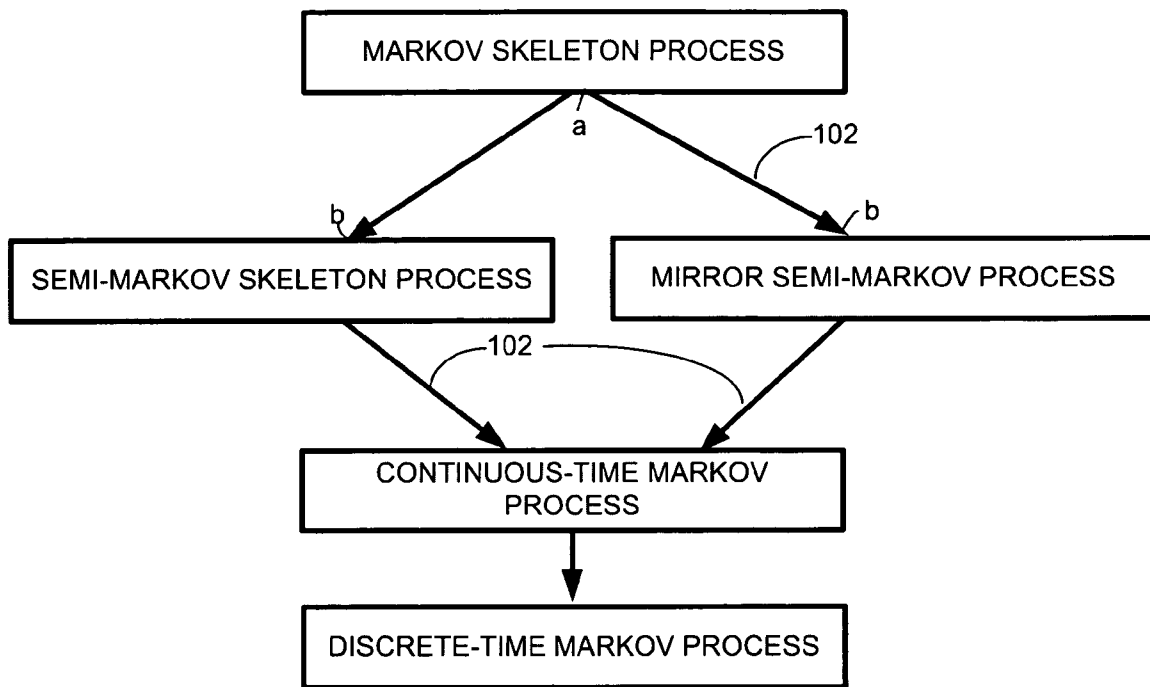 MARKOV SKELETON PROCESS
a
102
b
b
SEMI-MARKOV SKELETON PROCESS
MIRROR SEMI-MARKOV PROCESS
102
CONTINUOUS-TIME MARKOV
PROCESS
DISCRETE-TIME MARKOV PROCESS